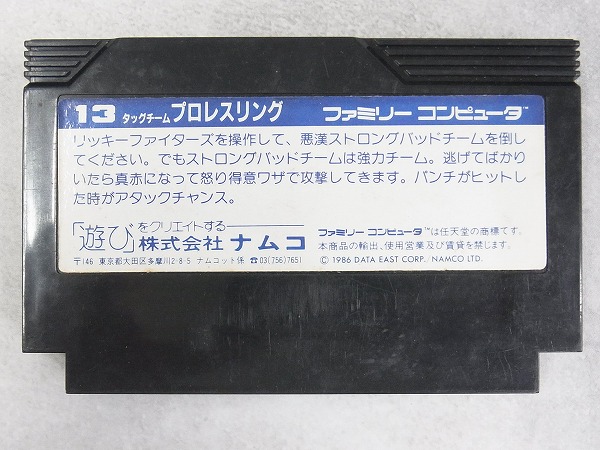 13 タッグチーム プロレスリング ファミリー コンピュータ™
リッキーファイターズを操作して、悪漢ストロングバッドチームを倒し
てください。でもストロングバッドチームは強力チーム。逃げてばかり
いたら真赤になって怒り得意ワザで攻撃してきます。パンチがヒットし
た時がアタックチャンス。
「遊び」をクリエイトする
株式会社 ナムコ
〒146 東京都大田区多摩川2-8-5 ナムコット係 ☎03(756)7651
ファミリー コンピュータ™は任天堂の商標です。
本商品の輸出、使用営業及び賃貸を禁じます。
©1986 DATA EAST CORP./NAMCO LTD.